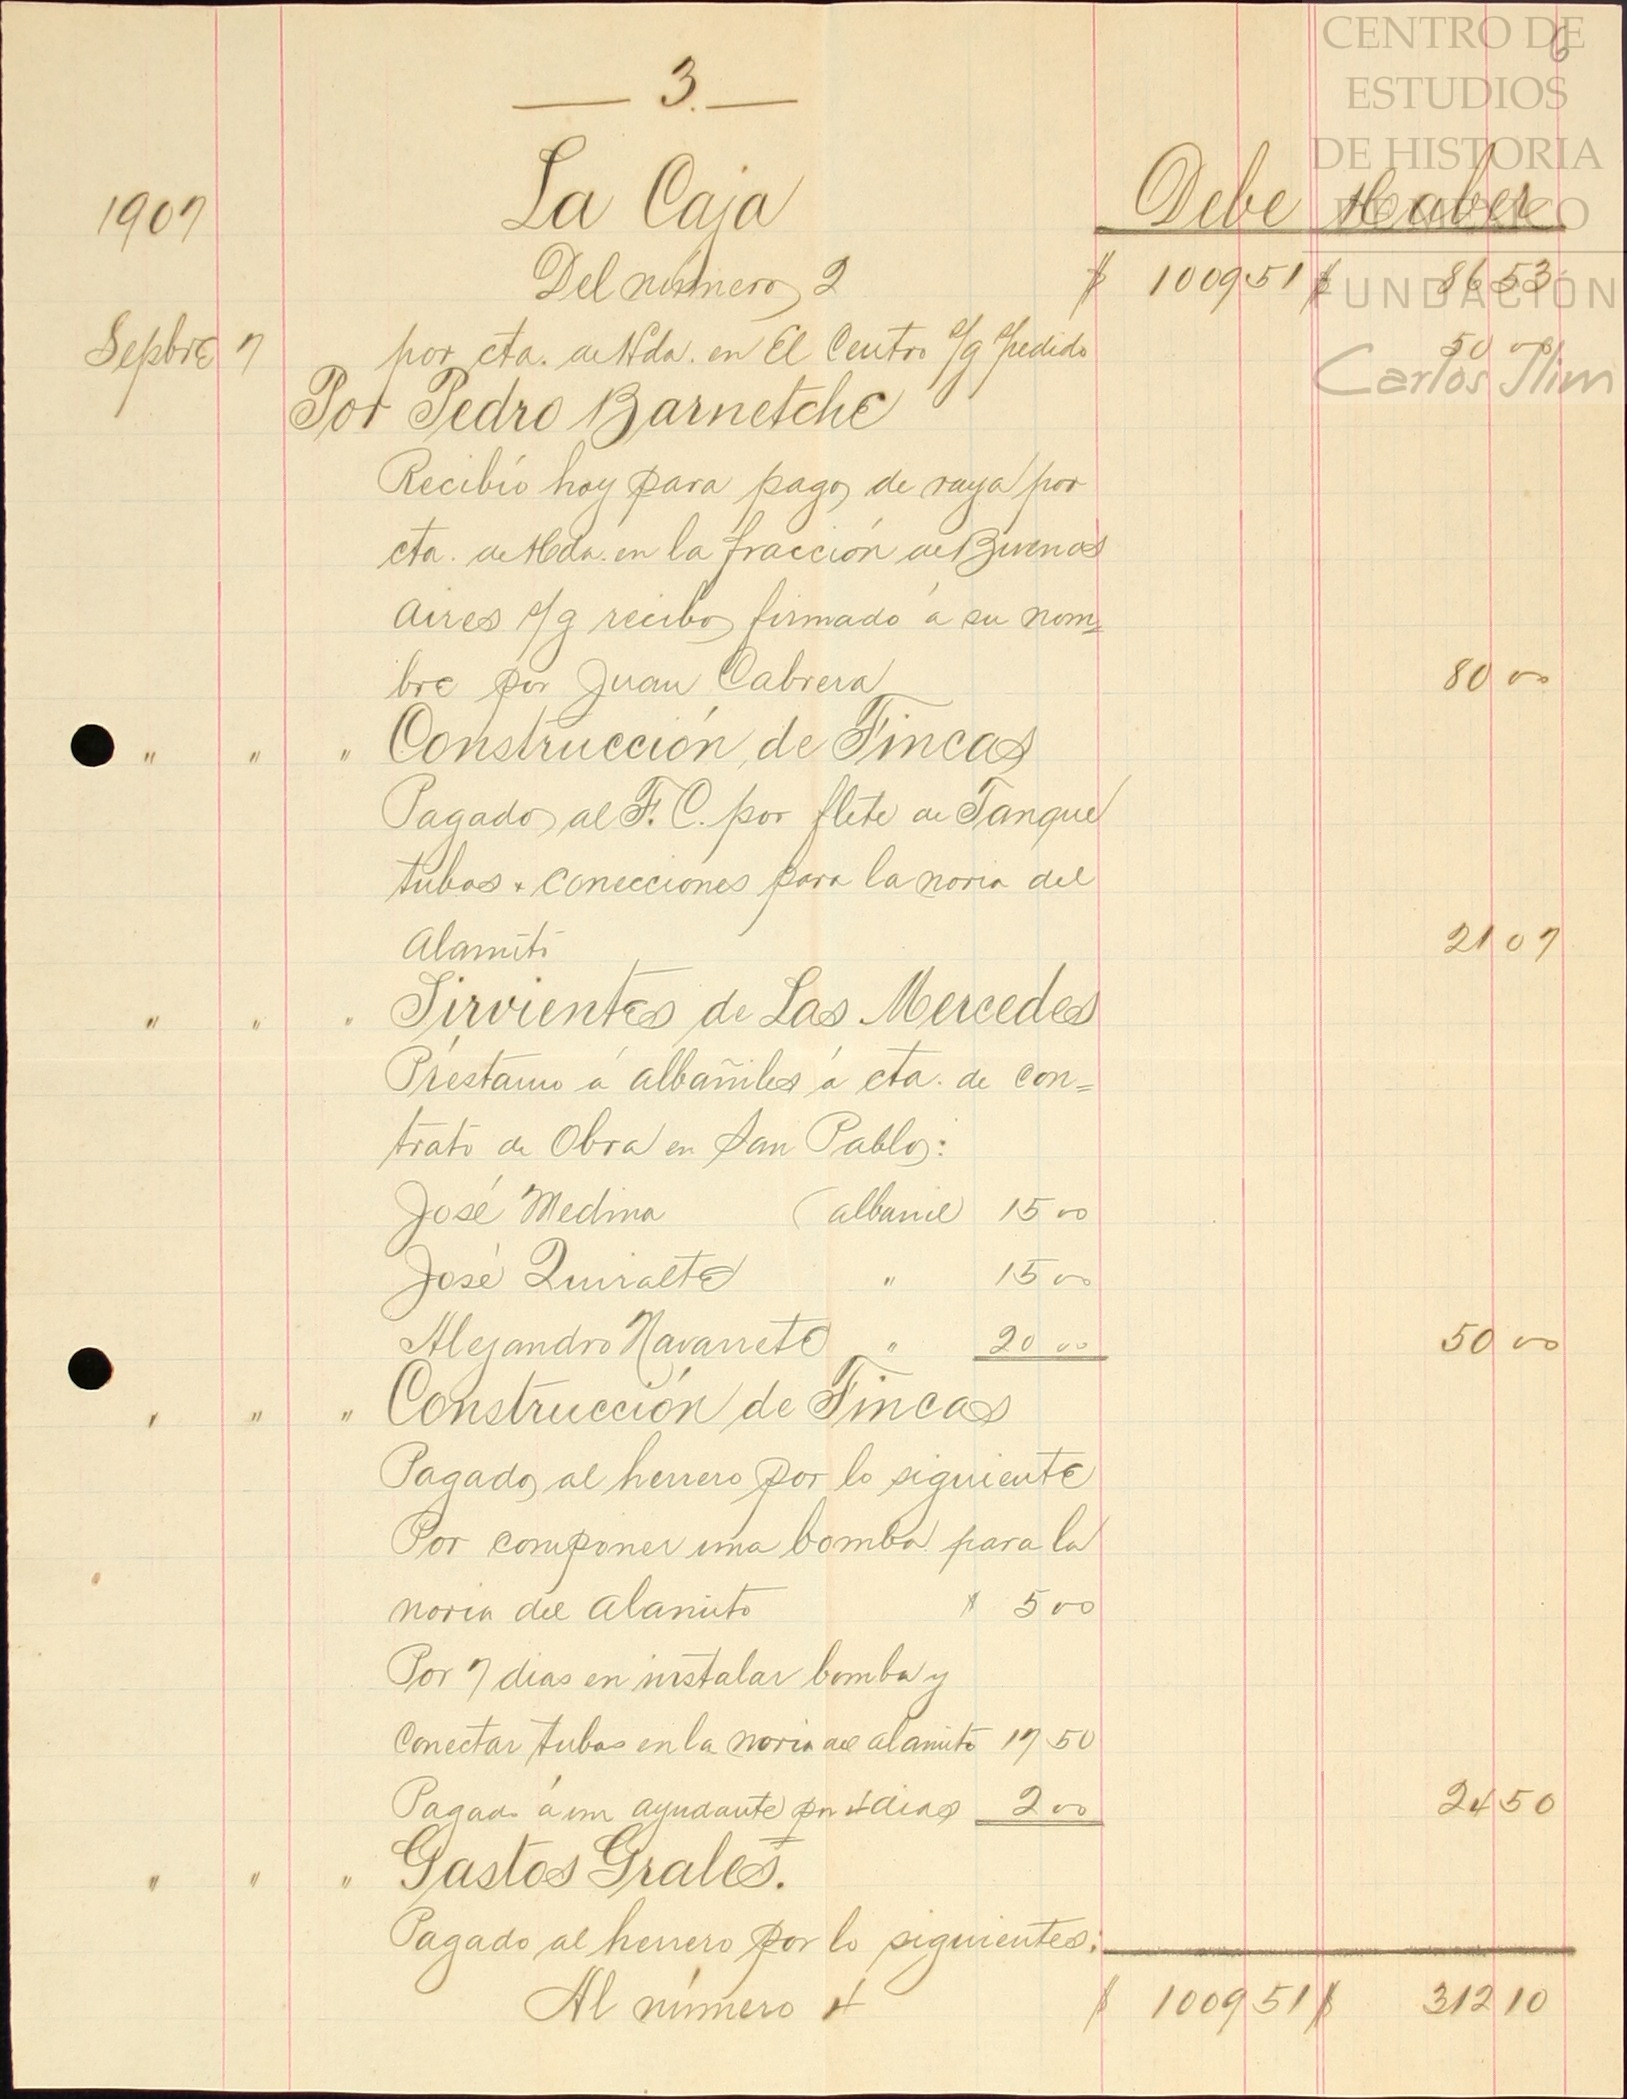 6
CENTRO DE
ESTUDIOS
DE HISTORIA
DE MÉXICO
FUNDACIÓN
Carlos Slim
3.
1907 La Caja Debe Haber
Del número 2 $ 1009 51 $ 86 53
Sepbre 7 por cta. de Hda. en El Centro s/g pedido 50 00
Por Pedro Barnetche
Recibió hoy para pago de raya por
cta. de Hda. en la fracción de Buenos
Aires s/g recibo firmado á su nom=
bre por Juan Cabrera 80 00
" " " Construcción de Fincas
Pagado al F. C. por flete de Tanque
tubos y conecciones para la noria del
Alamito 21 07
" " " Sirvientes de Las Mercedes
Préstamo á albañiles á cta. de con=
trato de Obra en San Pablo:
José Medina (albañil 15 00
José Quiralte " 15 00
Alejandro Navarrete " 20 00 50 00
" " " Construcción de Fincas
Pagado al herrero por lo siguiente
Por componer una bomba para la
noria del alamito $ 5 00
Por 7 dias en instalar bomba y
Conectar tubos en la noria del alamito 17 50
Pagado á un ayudante por 4 dias 2 00 24 50
" " " Gastos Grales.
Pagado al herrero por lo siguientes:
Al número 4 $ 1009 51 $ 312 10